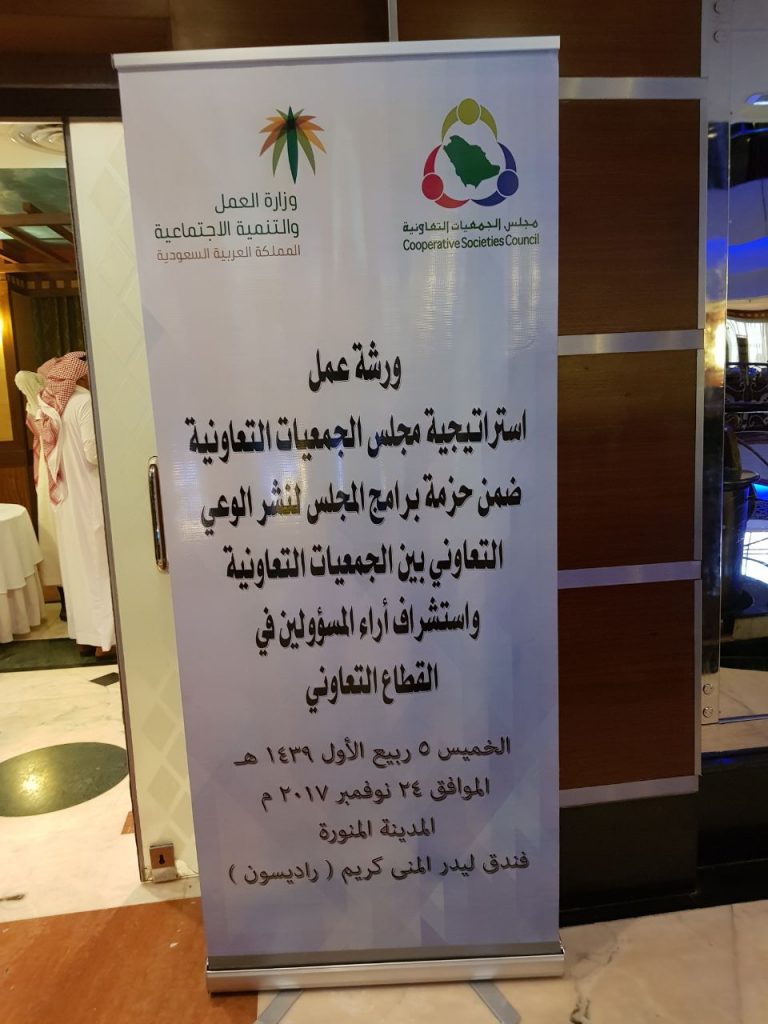 وزارة العمل
والتنمية الاجتماعية
المملكة العربية السعودية
مجلس الجمعيات التعاونية
Cooperative Societies Council
ورشة عمل
استراتيجية مجلس الجمعيات التعاونية
ضمن حزمة برامج المجلس لنشر الوعي
التعاوني بين الجمعيات التعاونية
واستشراف أراء المسؤولين في
القطاع التعاوني
الخميس ٥ ربيع الأول ١٤٣٩ هـ
الموافق ٢٤ نوفمبر ٢٠١٧ م
المدينة المنورة
فندق ليدر المنى كريم ( راديسون )